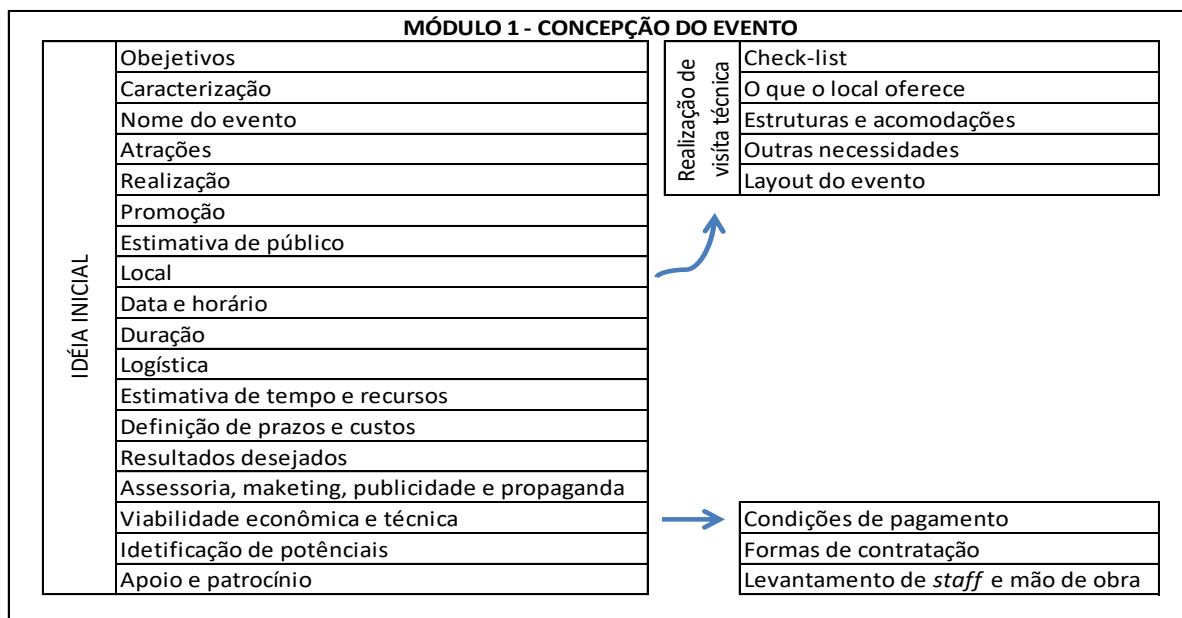 MÓDULO 1 - CONCEPÇÃO DO EVENTO
IDÉIA INICIAL
Obejetivos
Caracterização
Nome do evento
Atrações
Realização
Promoção
Estimativa de público
Local
Data e horário
Duração
Logística
Estimativa de tempo e recursos
Definição de prazos e custos
Resultados desejados
Assessoria, maketing, publicidade e propaganda
Viabilidade econômica e técnica
Idetificação de potênciais
Apoio e patrocínio
Realização de
visíta técnica
Check-list
O que o local oferece
Estruturas e acomodações
Outras necessidades
Layout do evento
Condições de pagamento
Formas de contratação
Levantamento de staff e mão de obra